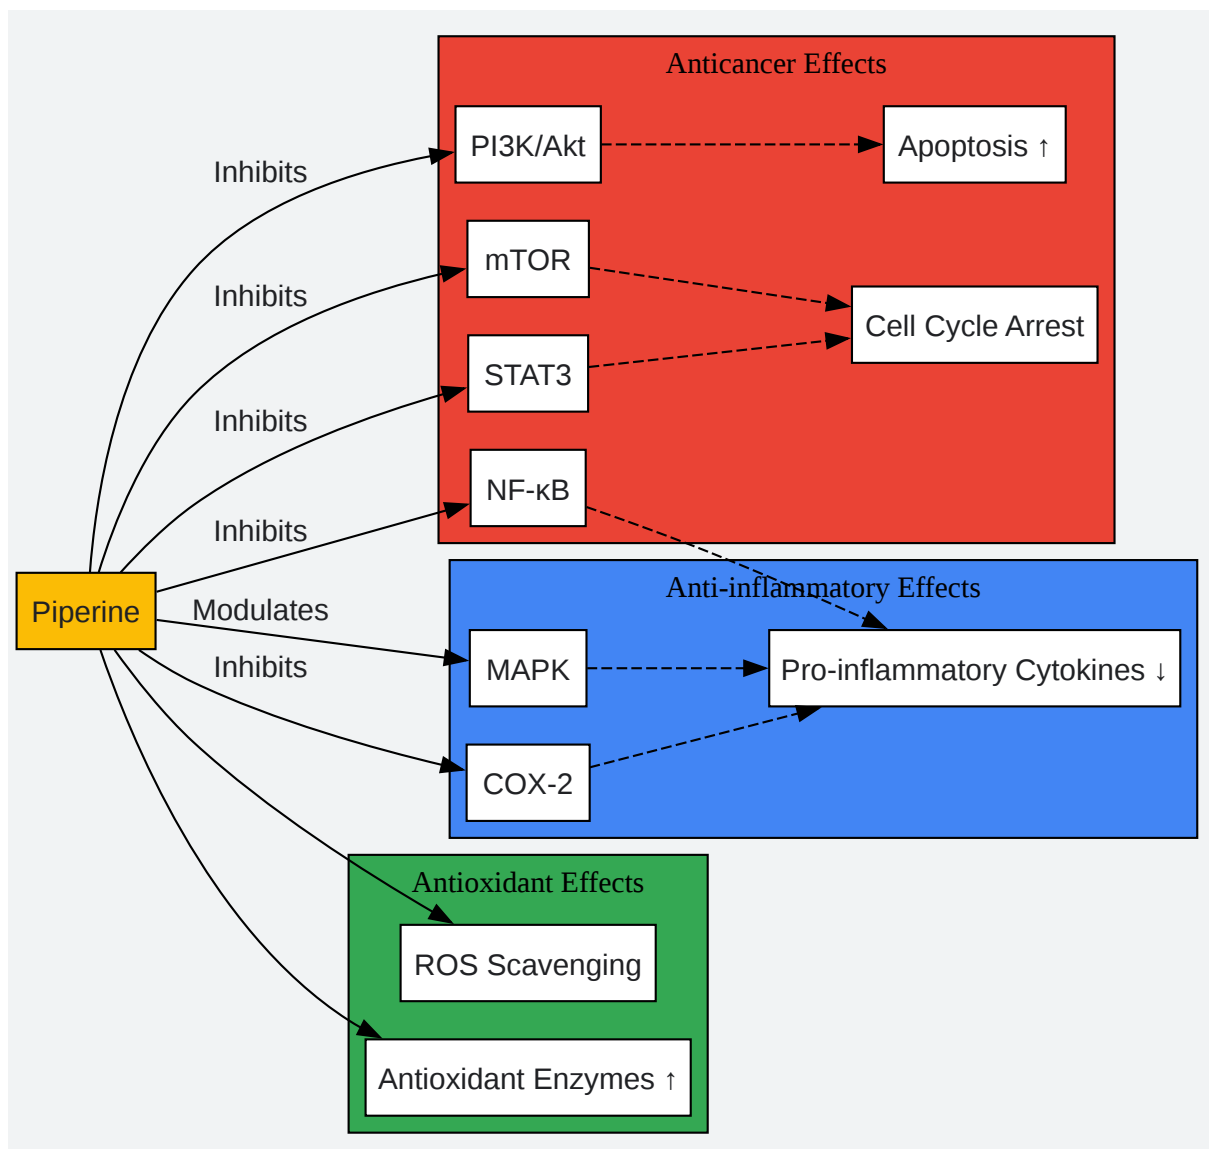 Anticancer Effects
PI3K/Akt
Apoptosis ↑
Inhibits
mTOR
Inhibits
Cell Cycle Arrest
STAT3
Inhibits
NF-κB
Inhibits
Anti-inflammatory Effects
Piperine
Modulates
MAPK
Pro-inflammatory Cytokines ↓
Inhibits
COX-2
Antioxidant Effects
ROS Scavenging
Antioxidant Enzymes ↑